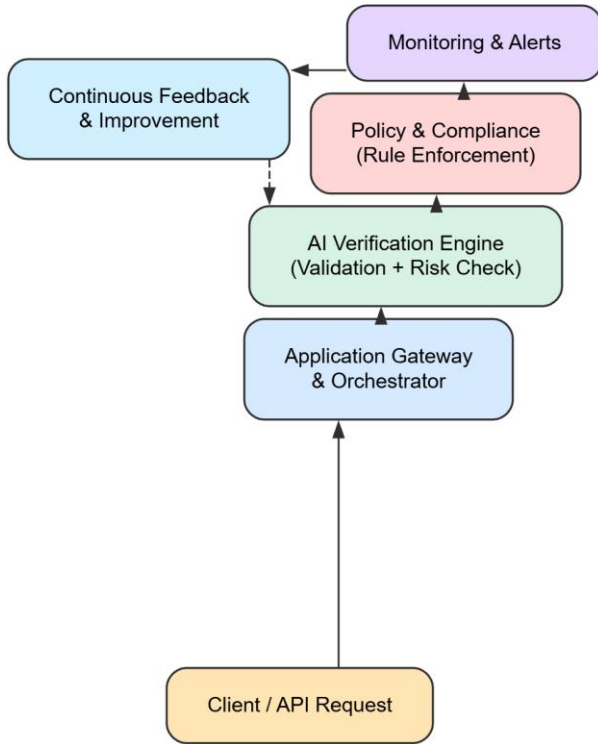 Monitoring & Alerts
Continuous Feedback
& Improvement
Policy & Compliance
(Rule Enforcement)
AI Verification Engine
(Validation + Risk Check)
Application Gateway
& Orchestrator
Client / API Request